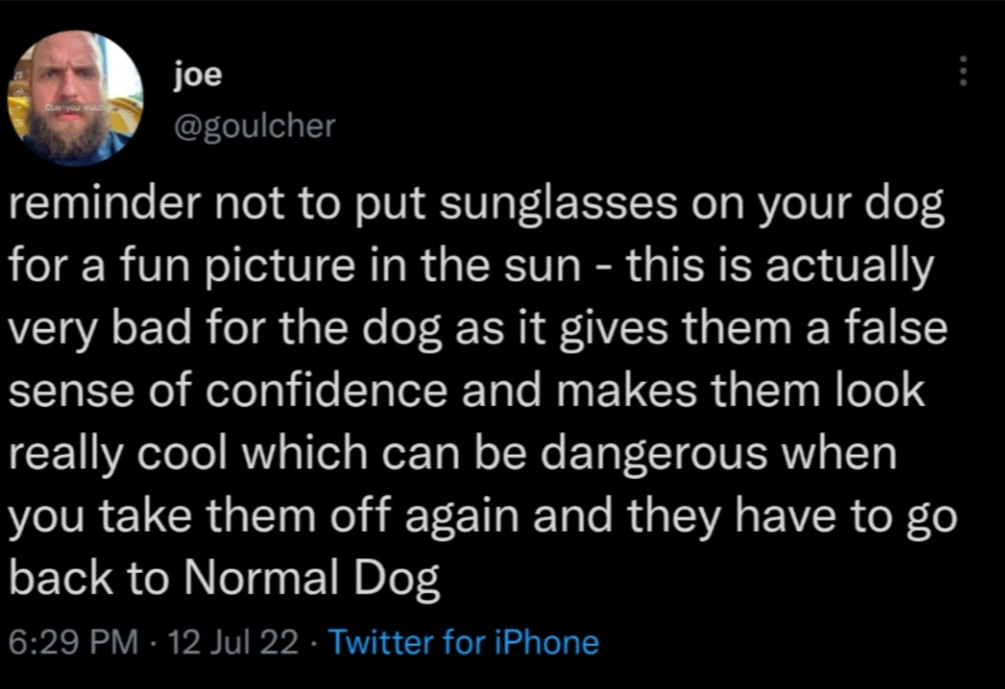 joe
@goulcher
reminder not to put sunglasses on your dog
for a fun picture in the sun - this is actually
very bad for the dog as it gives them a false
sense of confidence and makes them look
really cool which can be dangerous when
you take them off again and they have to go
back to Normal Dog
6:29 PM · 12 Jul 22 · Twitter for iPhone